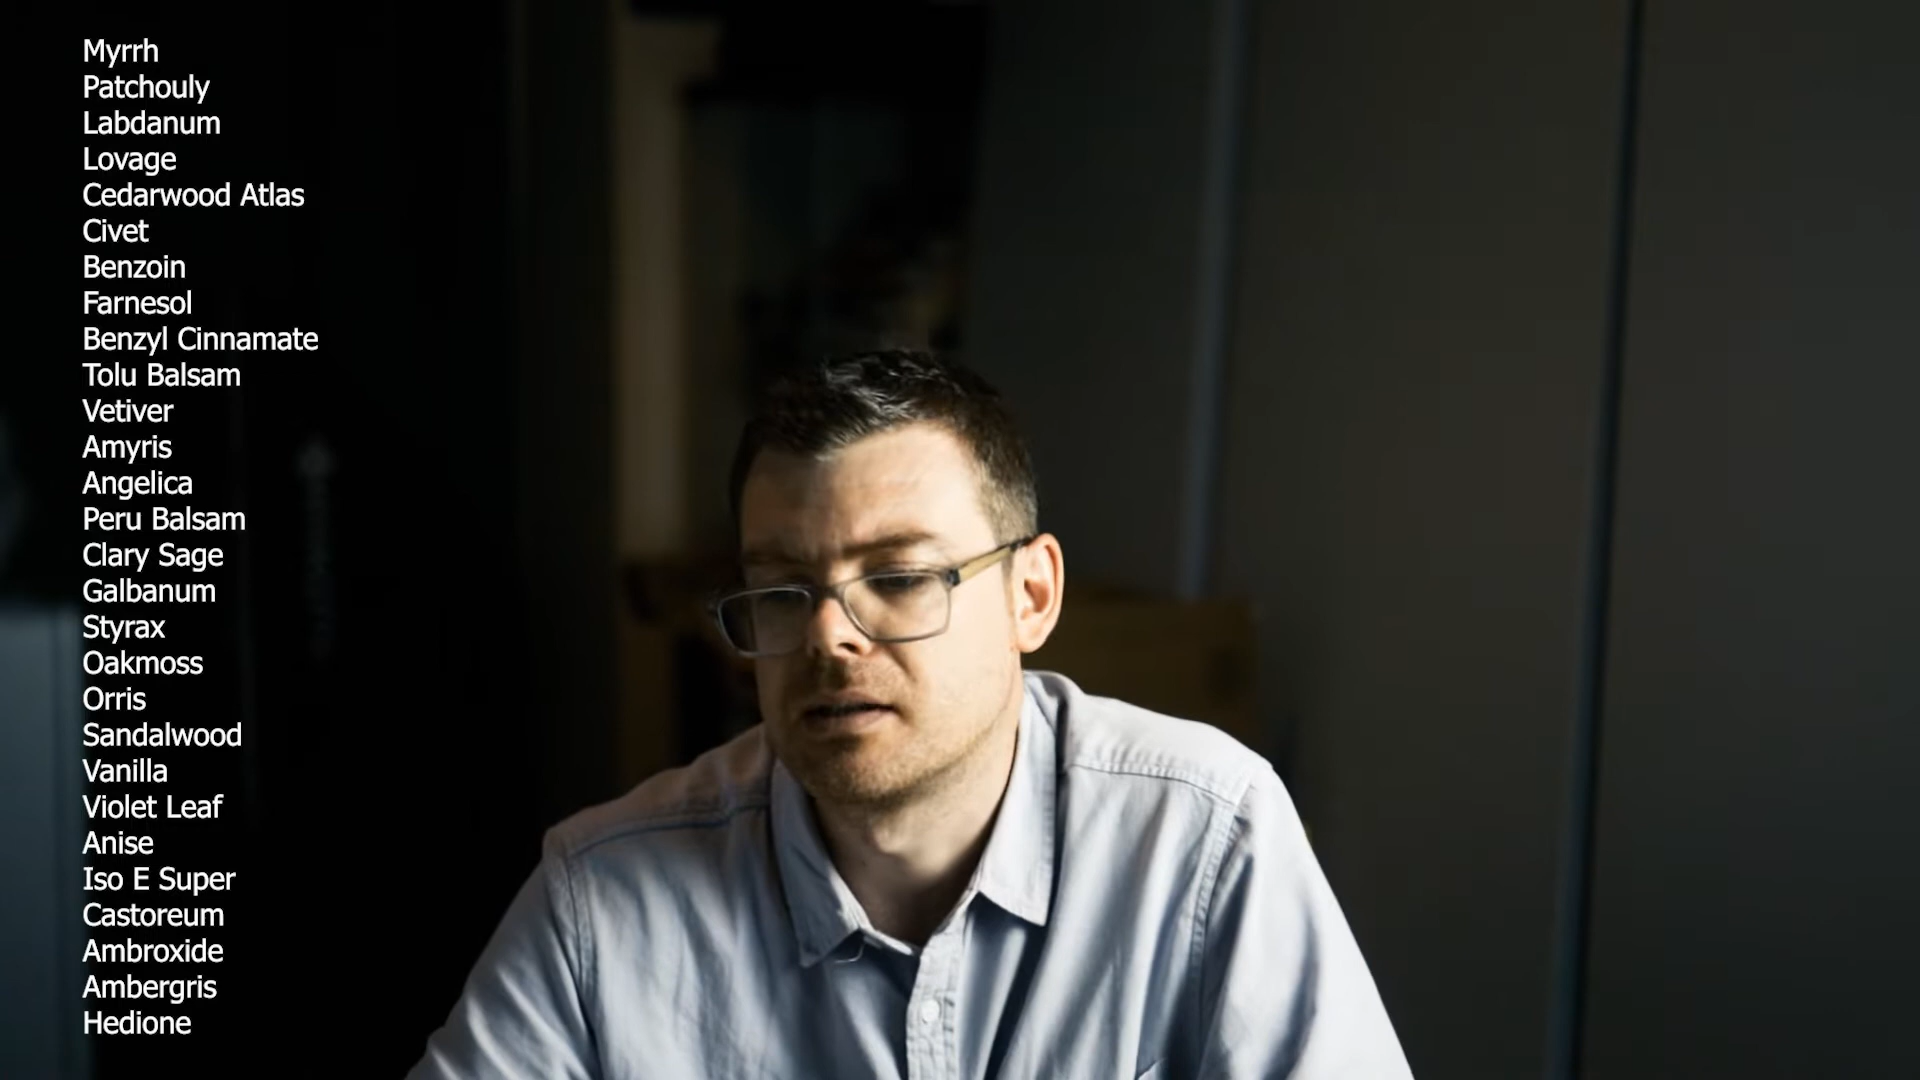 Myrrh
Patchouly
Labdanum
Lovage
Cedarwood Atlas
Civet
Benzoin
Farnesol
Benzyl Cinnamate
Tolu Balsam
Vetiver
Amyris
Angelica
Peru Balsam
Clary Sage
Galbanum
Styrax
Oakmoss
Orris
Sandalwood
Vanilla
Violet Leaf
Anise
Iso E Super
Castoreum
Ambroxide
Ambergris
Hedione